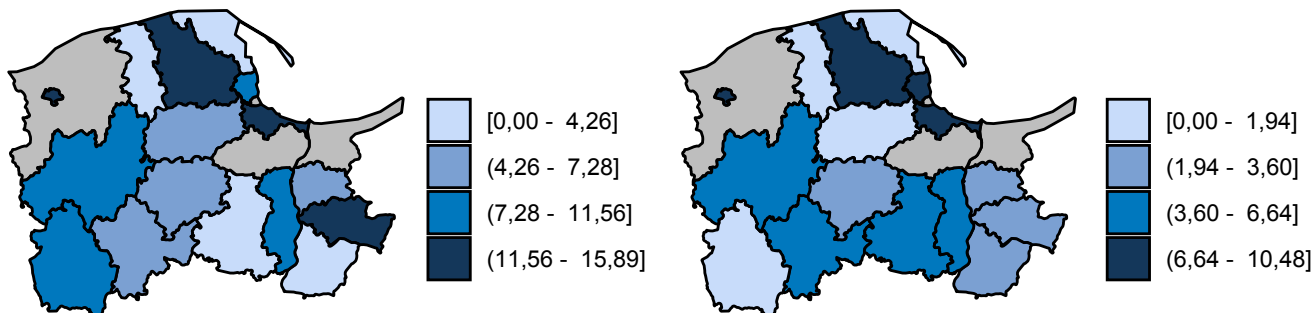 [0,00 - 4,26]
(4,26 - 7,28]
(7,28 - 11,56]
(11,56 - 15,89]
[0,00 - 1,94]
(1,94 - 3,60]
(3,60 - 6,64]
(6,64 - 10,48]